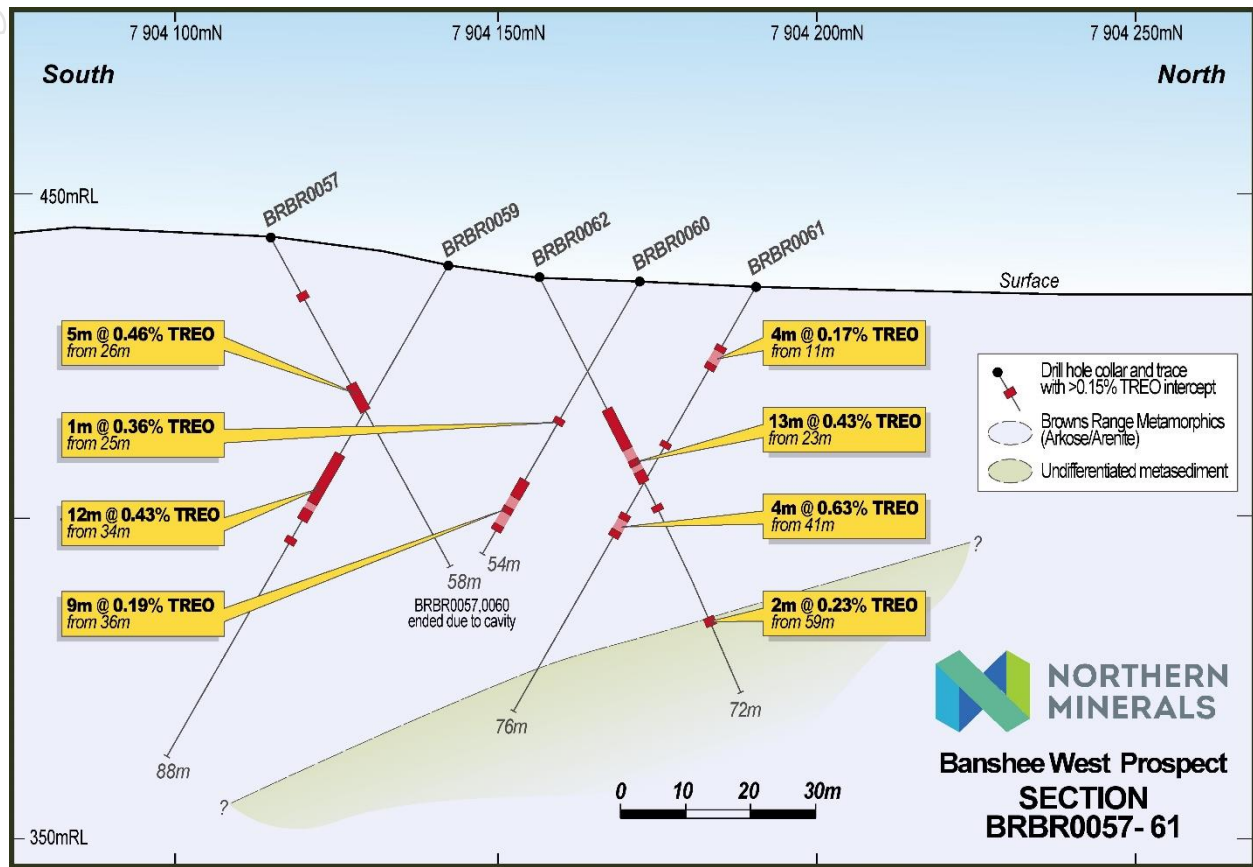 7 904 100mN
7 904 150mN
7 904 200mN
7 904 250mN
South
North
450mRL
BRBR0057
BRBR0059
BRBR0062
BRBR0060
BRBR0061
Surface
5m @ 0.46% TREO
from 26m
1m @ 0.36% TREO
from 25m
12m @ 0.43% TREO
from 34m
9m @ 0.19% TREO
from 36m
4m @ 0.17% TREO
from 11m
13m @ 0.43% TREO
from 23m
4m @ 0.63% TREO
from 41m
2m @ 0.23% TREO
from 59m
Drill hole collar and trace
with >0.15% TREO intercept
Browns Range Metamorphics
(Arkose/Arenite)
Undifferentiated metasediment
58m
54m
BRBR0057,0060
ended due to cavity
?
76m
72m
88m
?
NORTHERN
MINERALS
Banshee West Prospect
SECTION
BRBR0057- 61
0 10 20 30m
350mRL